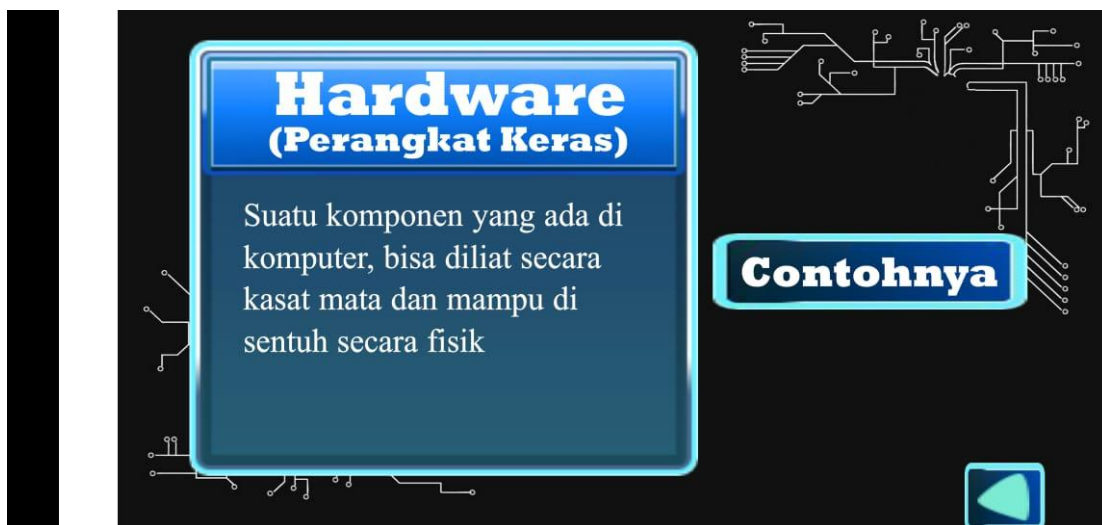 Hardware
(Perangkat Keras)
Suatu komponen yang ada di
komputer, bisa diliat secara
kasat mata dan mampu di
sentuh secara fisik
Contohnya